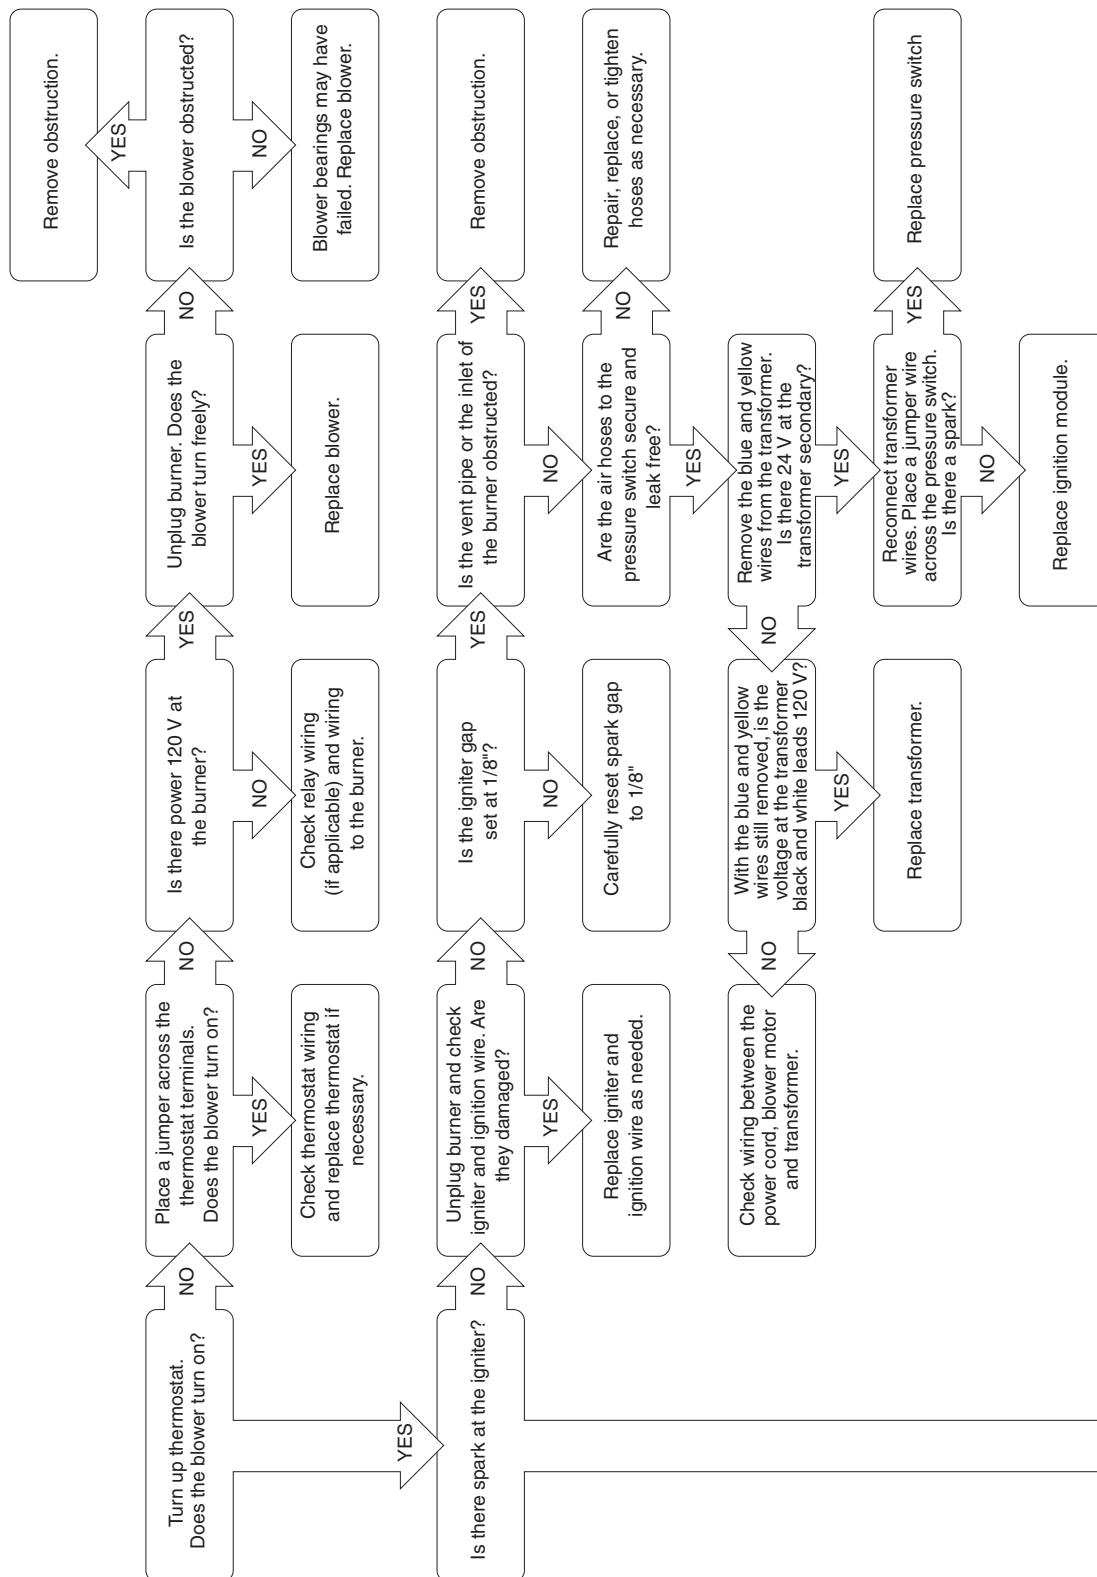 Turn up thermostat.
Does the blower turn on?
NO
Place a jumper across the
thermostat terminals.
Does the blower turn on?
NO
Is there power 120 V at
the burner?
YES
Unplug burner. Does the
blower turn freely?
NO
Is the blower obstructed?
YES
Remove obstruction.
NO
Blower bearings may have
failed. Replace blower.
YES
Replace blower.
NO
Check relay wiring
(if applicable) and wiring
to the burner.
YES
Check thermostat wiring
and replace thermostat if
necessary.
YES
Is there spark at the igniter?
NO
Unplug burner and check
igniter and ignition wire. Are
they damaged?
NO
Is the igniter gap
set at 1/8"?
YES
Is the vent pipe or the inlet of
the burner obstructed?
YES
Remove obstruction.
YES
Replace igniter and
ignition wire as needed.
NO
Carefully reset spark gap
to 1/8"
NO
Are the air hoses to the
pressure switch secure and
leak free?
NO
Repair, replace, or tighten
hoses as necessary.
YES
Remove the blue and yellow
wires from the transformer.
Is there 24 V at the
transformer secondary?
NO
With the blue and yellow
wires still removed, is the
voltage at the transformer
black and white leads 120 V?
NO
Check wiring between the
power cord, blower motor
and transformer.
YES
Replace transformer.
YES
Reconnect transformer
wires. Place a jumper wire
across the pressure switch.
Is there a spark?
YES
Replace pressure switch
NO
Replace ignition module.